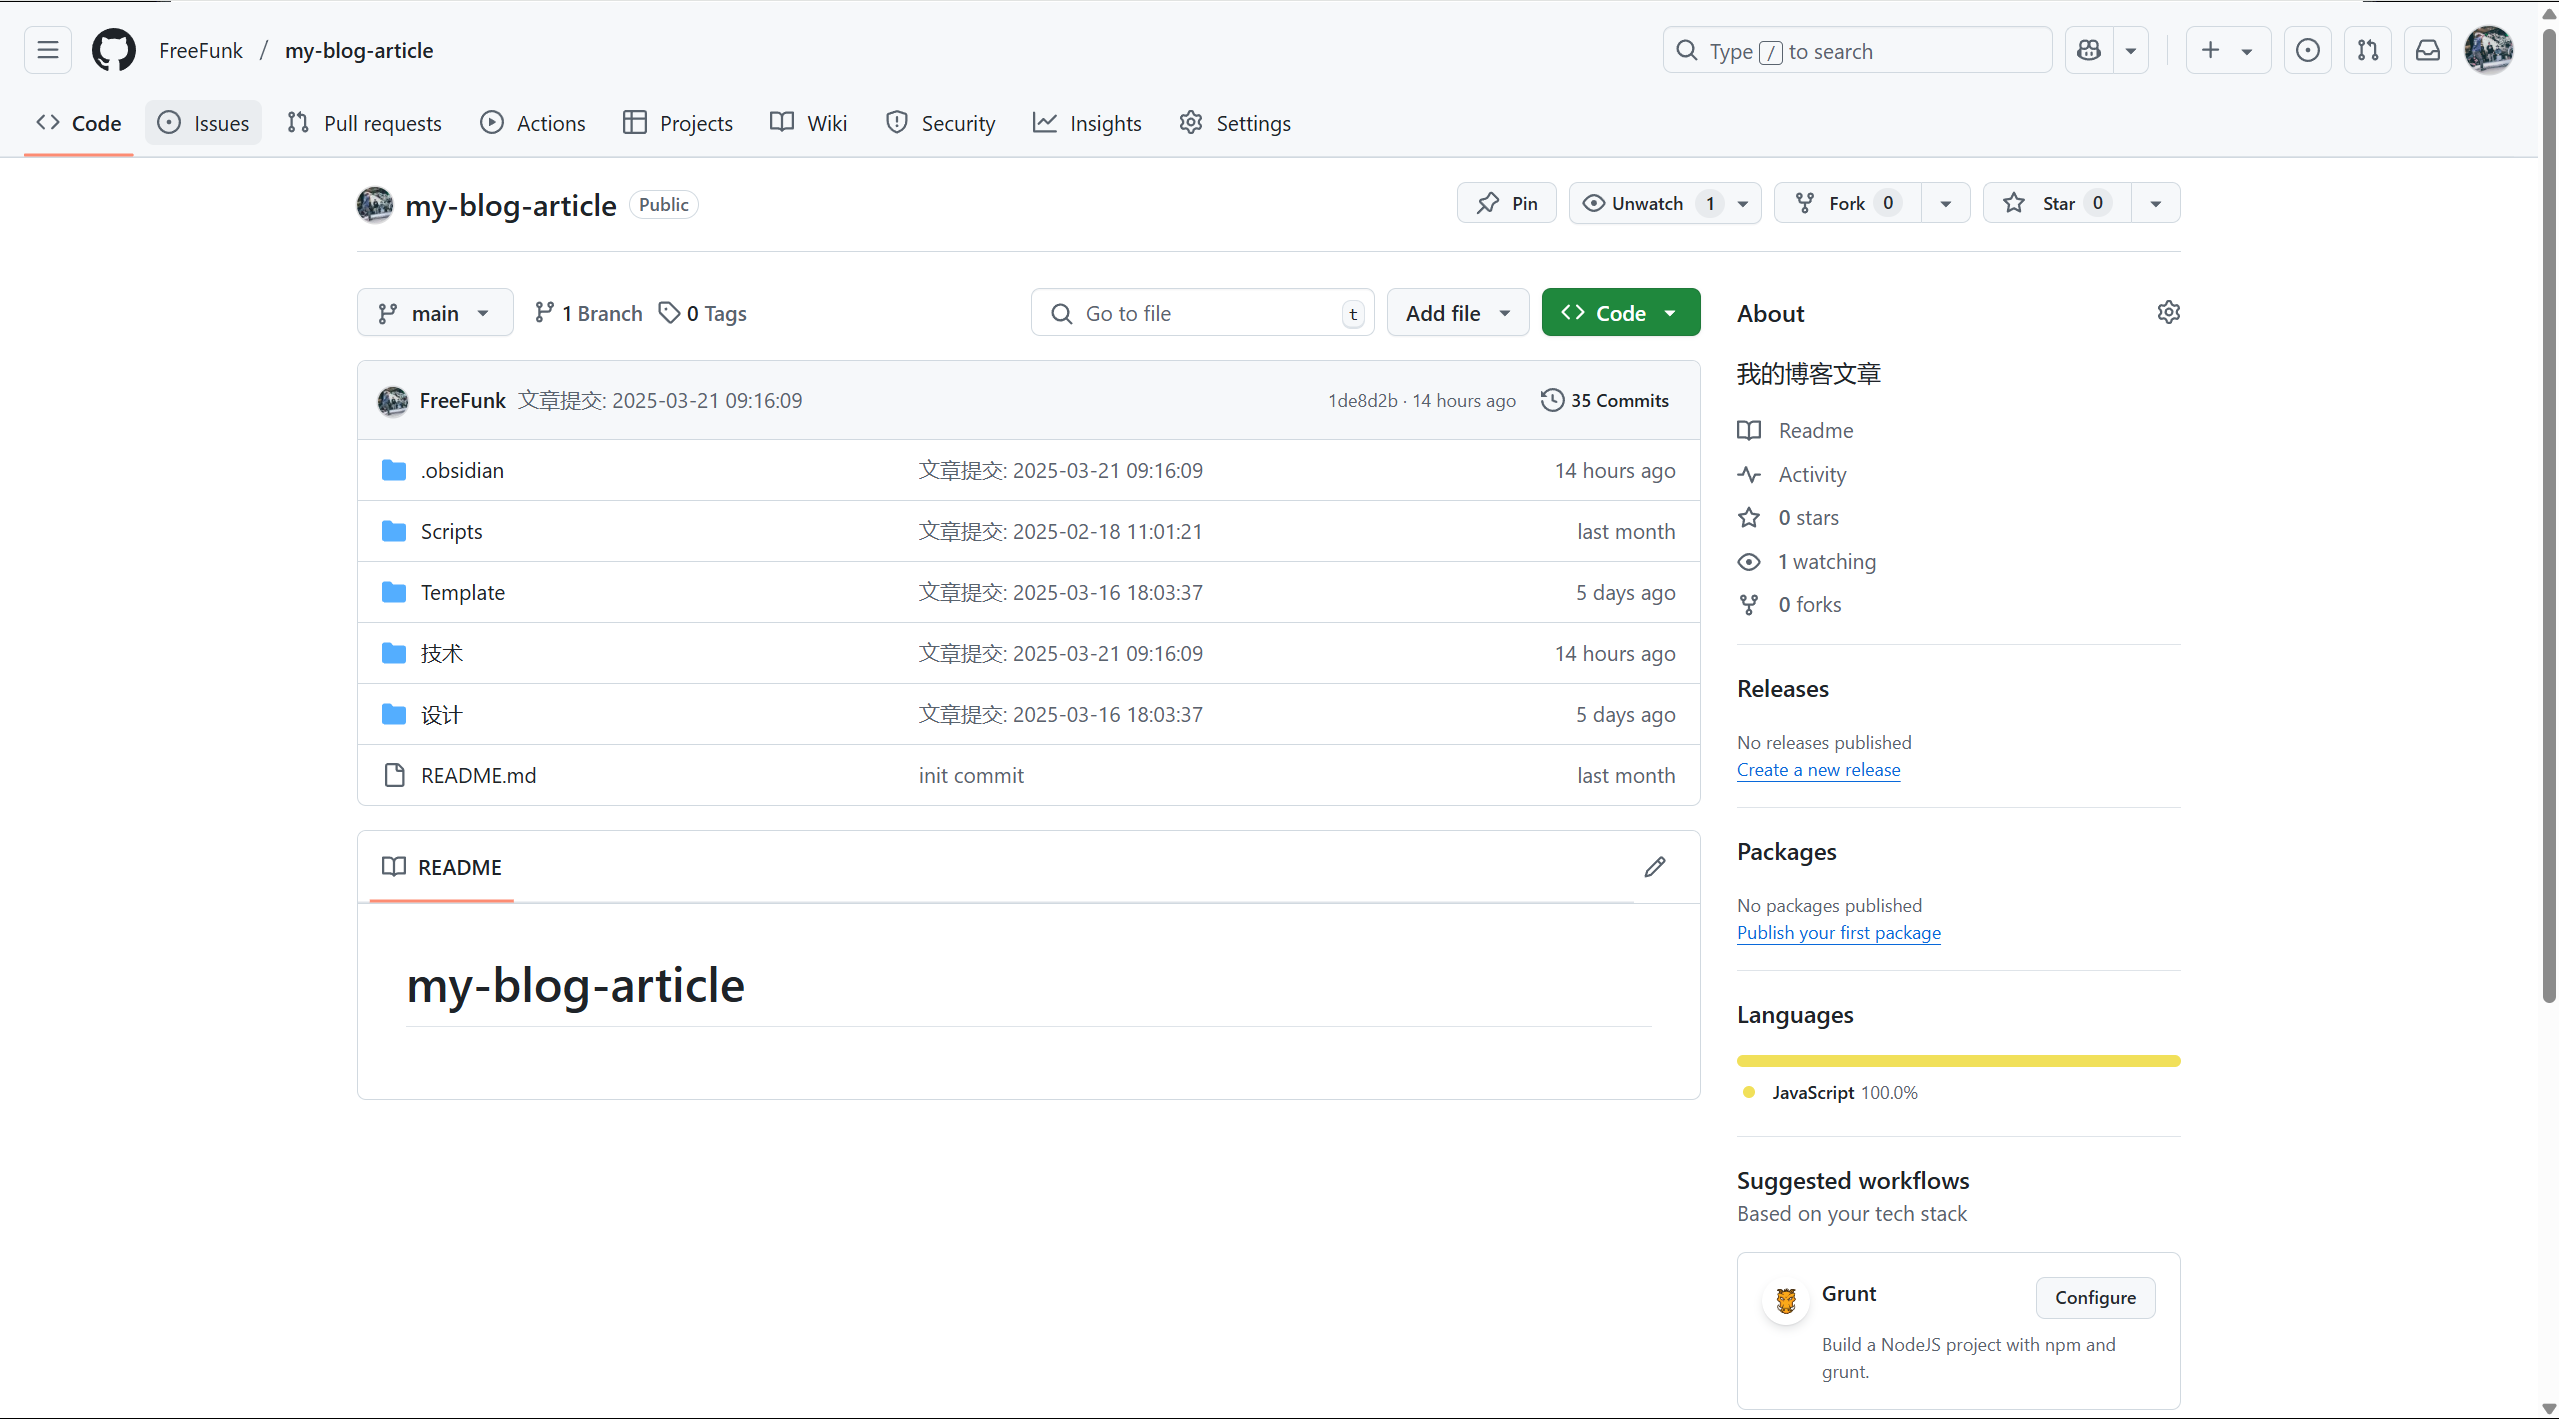 FreeFunk / my-blog-article
Type / to search
Code Issues Pull requests Actions Projects Wiki Security Insights Settings
my-blog-article Public
Pin Unwatch 1 Fork 0 Star 0
main 1 Branch 0 Tags Go to file t Add file Code
FreeFunk 文章提交: 2025-03-21 09:16:09 1de8d2b · 14 hours ago 35 Commits
.obsidian 文章提交: 2025-03-21 09:16:09 14 hours ago
Scripts 文章提交: 2025-02-18 11:01:21 last month
Template 文章提交: 2025-03-16 18:03:37 5 days ago
技术 文章提交: 2025-03-21 09:16:09 14 hours ago
设计 文章提交: 2025-03-16 18:03:37 5 days ago
README.md init commit last month
README
my-blog-article
About
我的博客文章
Readme
Activity
0 stars
1 watching
0 forks
Releases
No releases published
Create a new release
Packages
No packages published
Publish your first package
Languages
JavaScript 100.0%
Suggested workflows
Based on your tech stack
Grunt Configure
Build a NodeJS project with npm and
grunt.